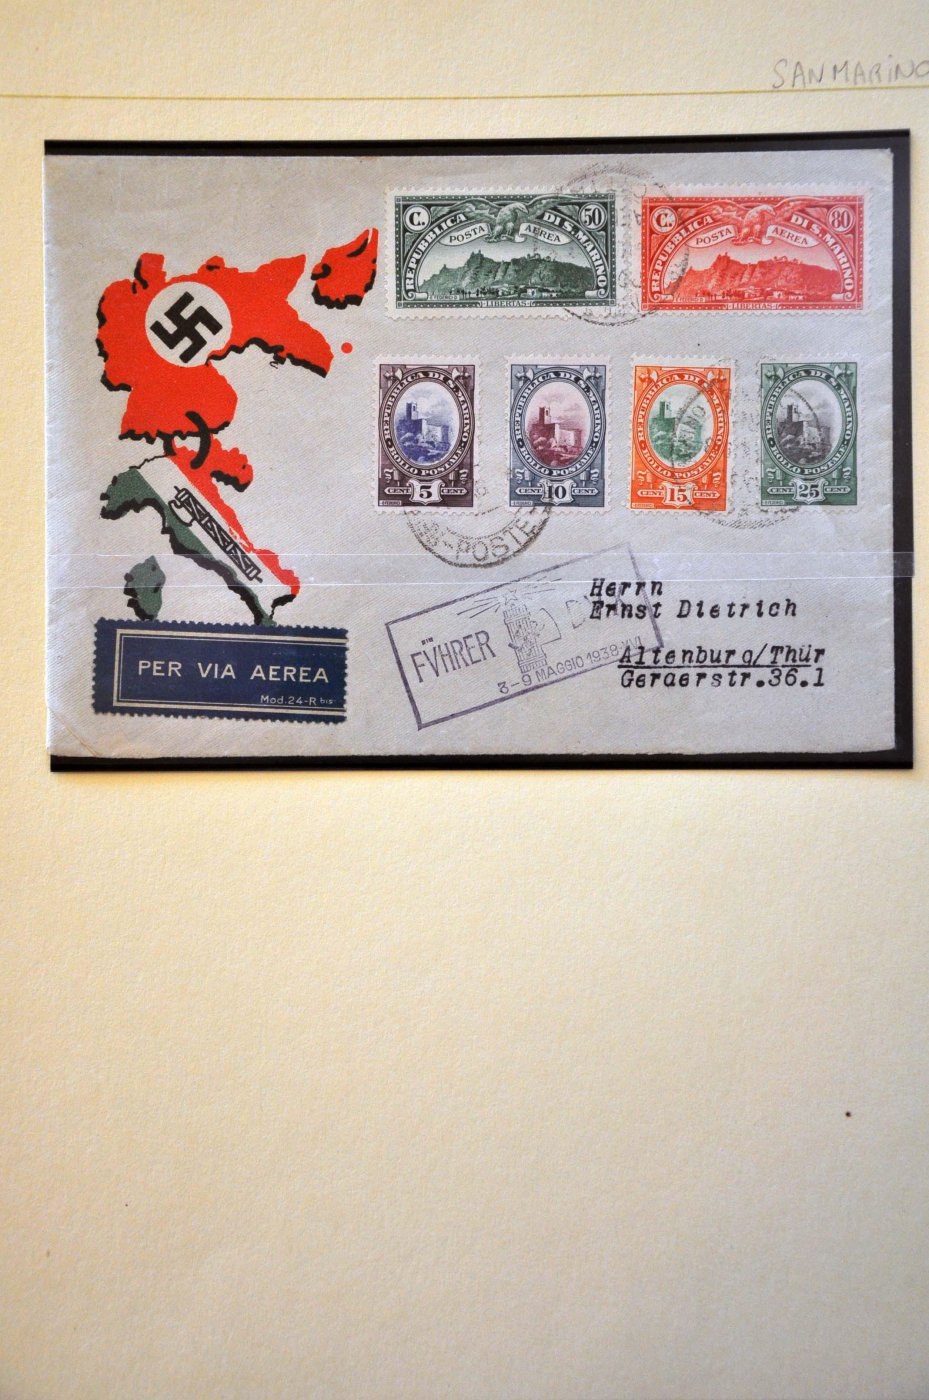 SAN MARINO
C. 50
REPUBBLICA DI S. MARINO
POSTA AEREA
LIBERTAS
C. 80
REPUBBLICA DI S. MARINO
POSTA AEREA
LIBERTAS
REPUBBLICA DI S. MARINO
BOLLO POSTALE
CENT 5 CENT
REPUBBLICA DI S. MARINO
BOLLO POSTALE
CENT 10 CENT
REPUBBLICA DI S. MARINO
BOLLO POSTALE
CENT 15 CENT
REPUBBLICA DI S. MARINO
BOLLO POSTALE
CENT 25 CENT
POSTE
FVHRER
3-9 MAGGIO 1938 XVI
Herrn
Ernst Dietrich
Altenburg/Thür
Geraerstr.36.1
PER VIA AEREA
Mod. 24-R bis